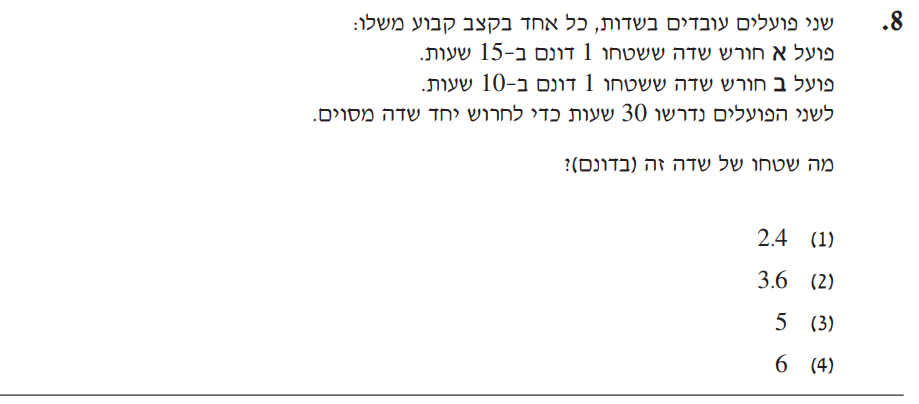 8. שני פועלים עובדים בשדות, כל אחד בקצב קבוע משלו:
פועל א חורש שדה ששטחו 1 דונם ב-15 שעות.
פועל ב חורש שדה ששטחו 1 דונם ב-10 שעות.
לשני הפועלים נדרשו 30 שעות כדי לחרוש יחד שדה מסוים.
מה שטחו של שדה זה (בדונם)?
(1) 2.4
(2) 3.6
(3) 5
(4) 6